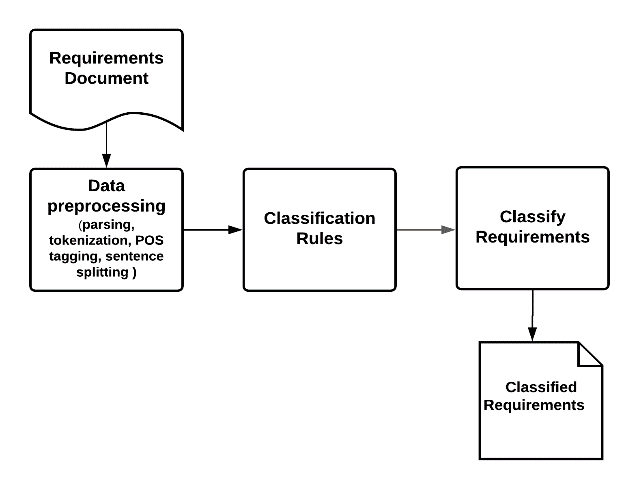 Requirements
Document
Data
preprocessing
(parsing,
tokenization, POS
tagging, sentence
splitting )
Classification
Rules
Classify
Requirements
Classified
Requirements